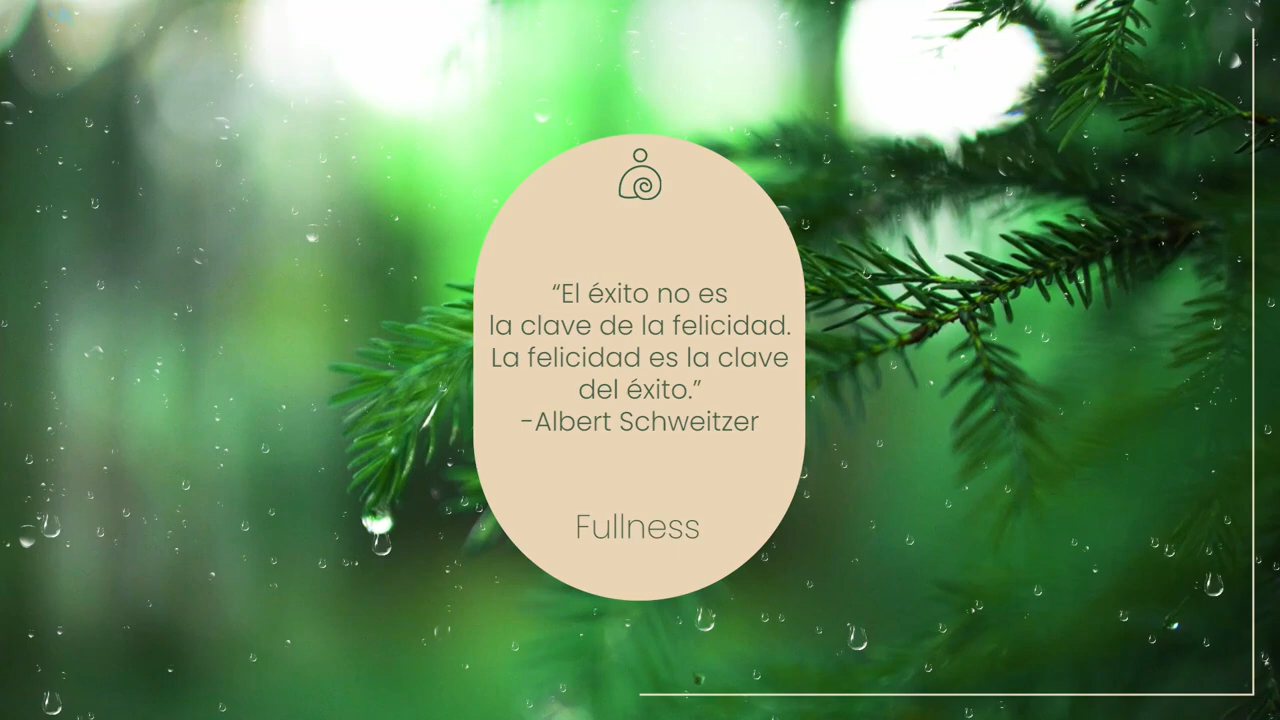 “El éxito no es
la clave de la felicidad.
La felicidad es la clave
del éxito.”
-Albert Schweitzer
Fullness